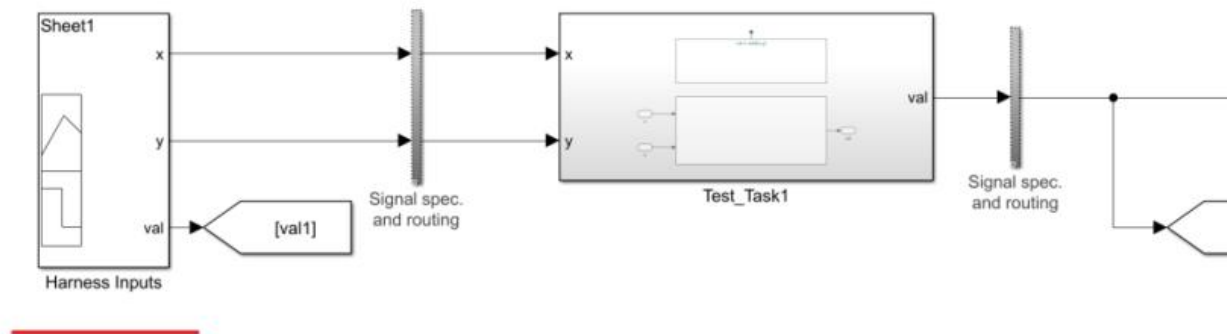 Sheet1
x
y
val
[val1]
Harness Inputs
Signal spec.
and routing
x
y
val
Test_Task1
Signal spec.
and routing